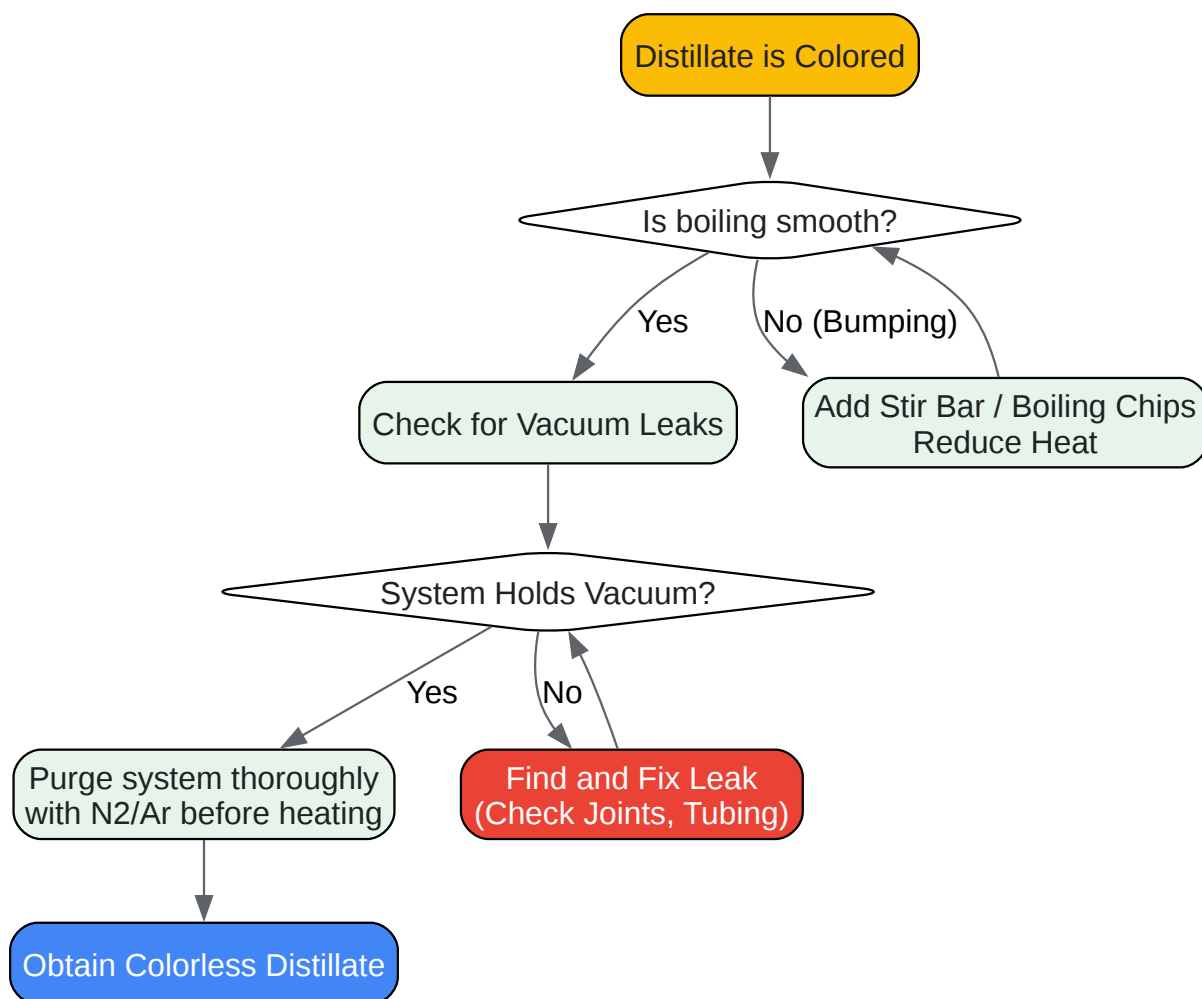 Distillate is Colored
Is boiling smooth?
Yes
No (Bumping)
Check for Vacuum Leaks
Add Stir Bar / Boiling Chips
Reduce Heat
System Holds Vacuum?
Yes
No
Purge system thoroughly
with N2/Ar before heating
Find and Fix Leak
(Check Joints, Tubing)
Obtain Colorless Distillate